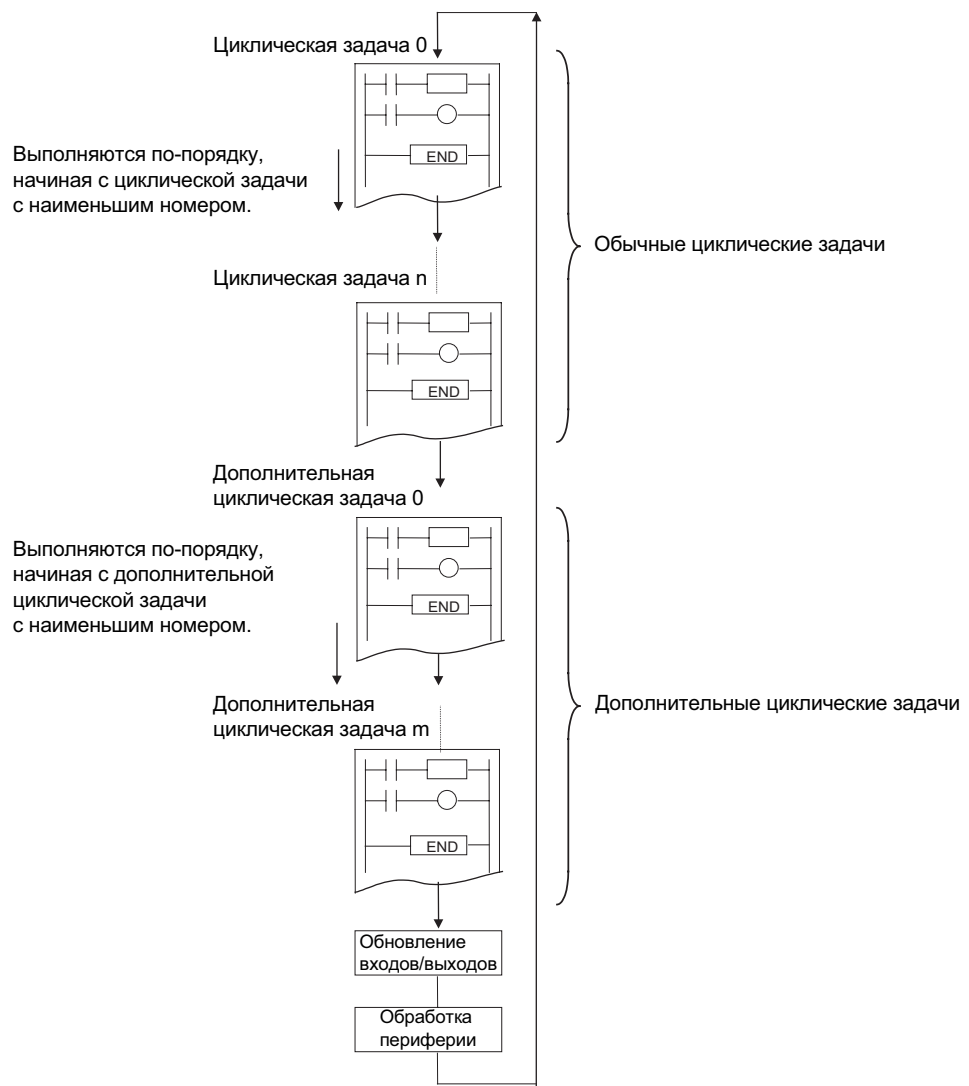 Циклическая задача 0
END
Выполняются по-порядку,
начиная с циклической задачи
с наименьшим номером.
Обычные циклические задачи
Циклическая задача n
END
Дополнительная
циклическая задача 0
Выполняются по-порядку,
начиная с дополнительной
циклической задачи
с наименьшим номером.
END
Дополнительная
циклическая задача m
Дополнительные циклические задачи
END
Обновление
входов/выходов
Обработка
периферии